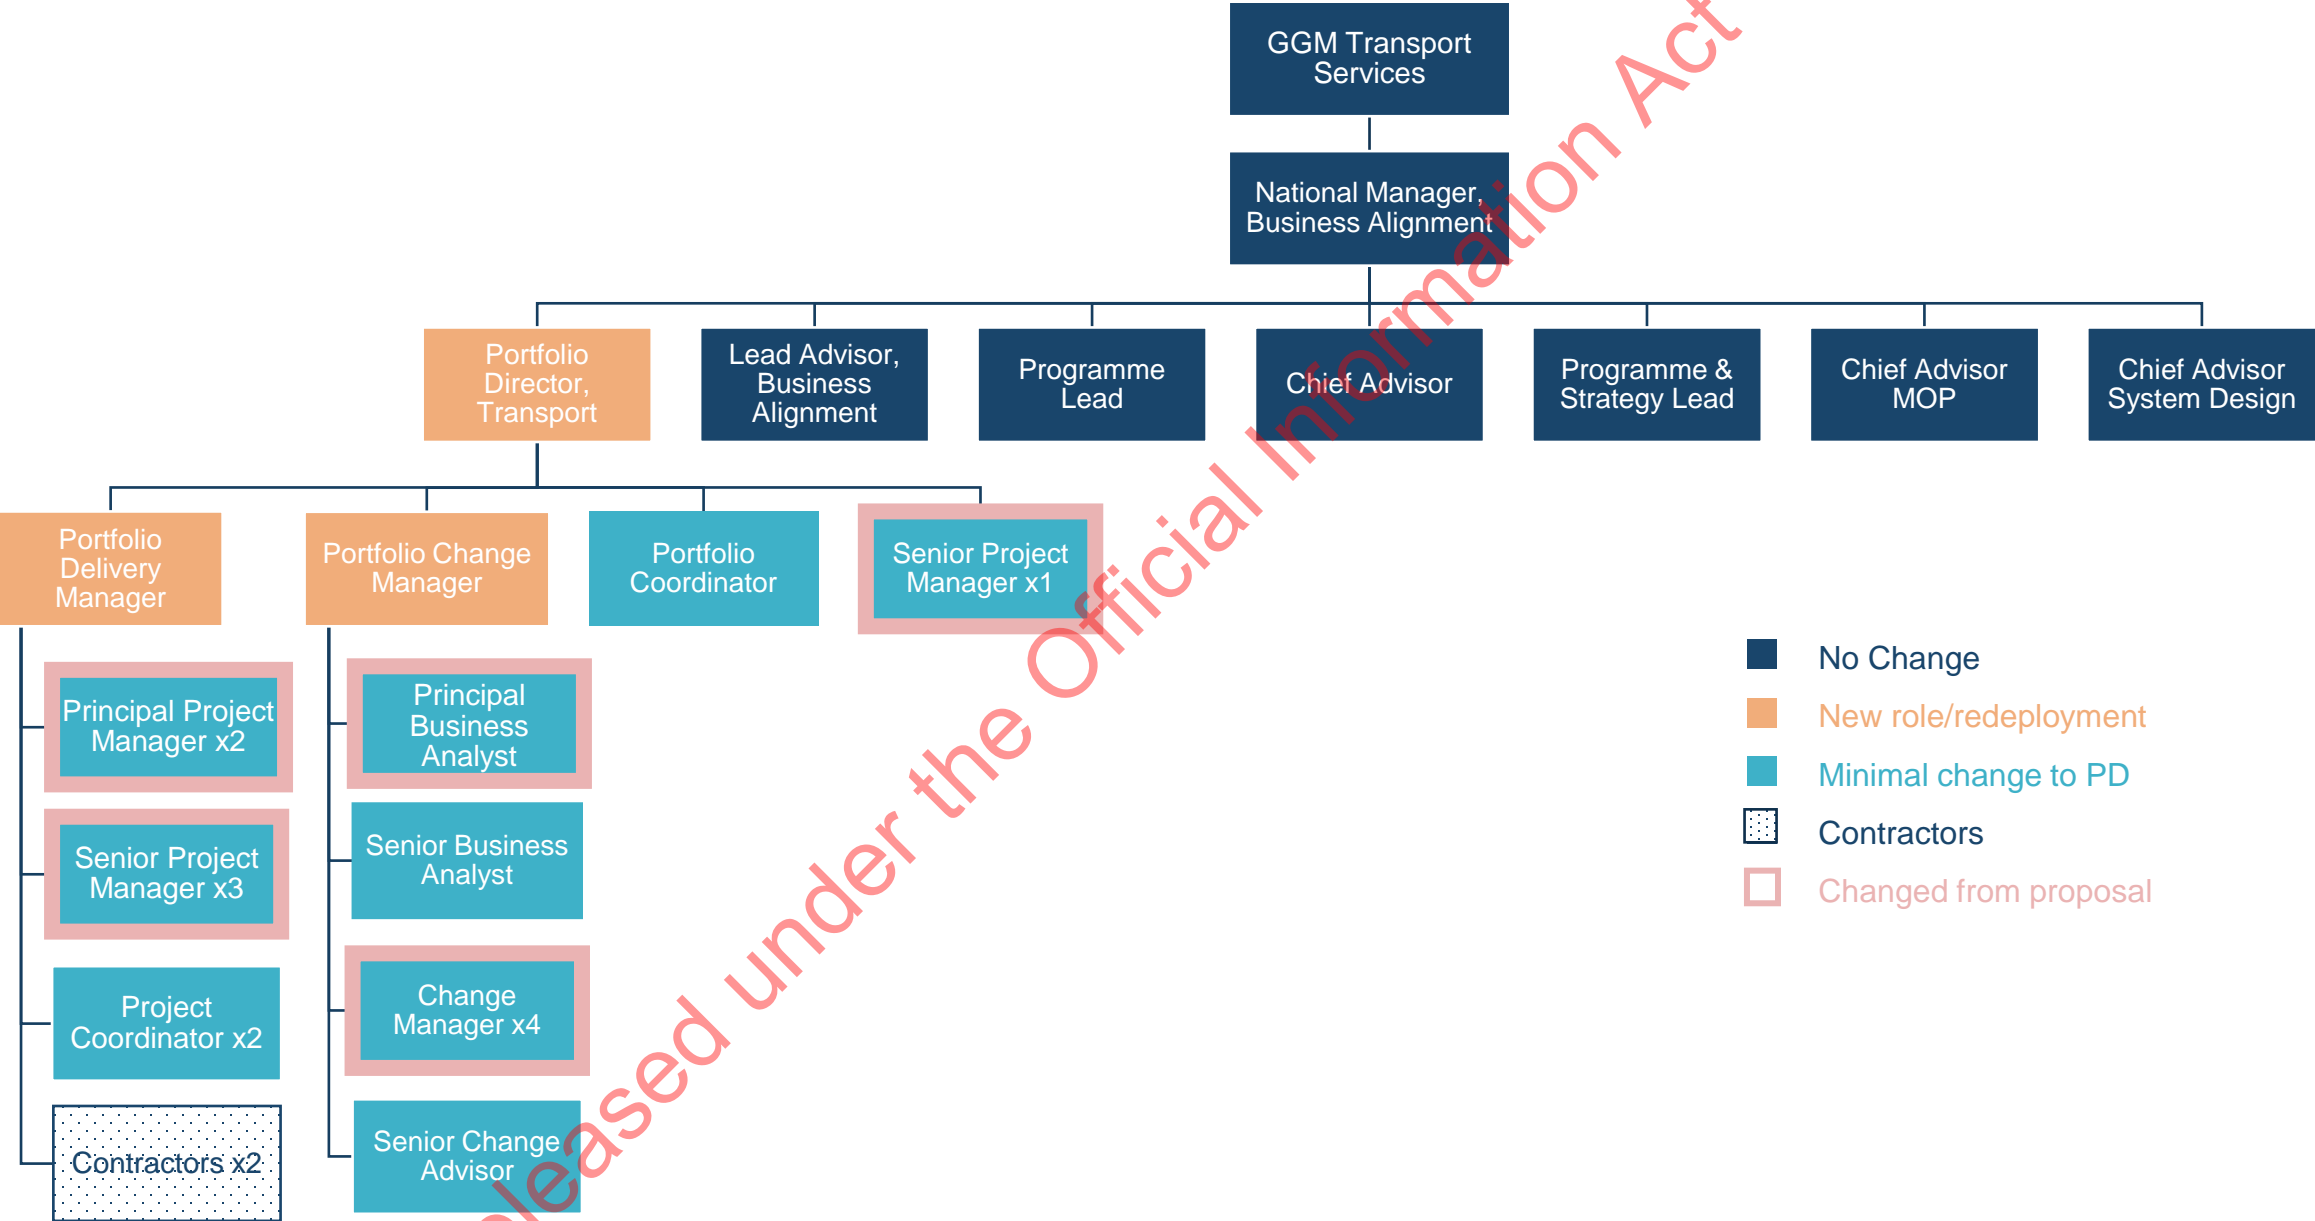 GGM Transport
Services
National Manager,
Business Alignment
Portfolio
Director,
Transport
Lead Advisor,
Business
Alignment
Programme
Lead
Chief Advisor
Programme &
Strategy Lead
Chief Advisor
MOP
Chief Advisor
System Design
Portfolio
Delivery
Manager
Portfolio Change
Manager
Portfolio
Coordinator
Senior Project
Manager x1
Principal Project
Manager x2
Senior Project
Manager x3
Project
Coordinator x2
Contractors x2
Principal
Business
Analyst
Senior Business
Analyst
Change
Manager x4
Senior Change
Advisor
No Change
New role/redeployment
Minimal change to PD
Contractors
Changed from proposal
eleased under the Official Information Act